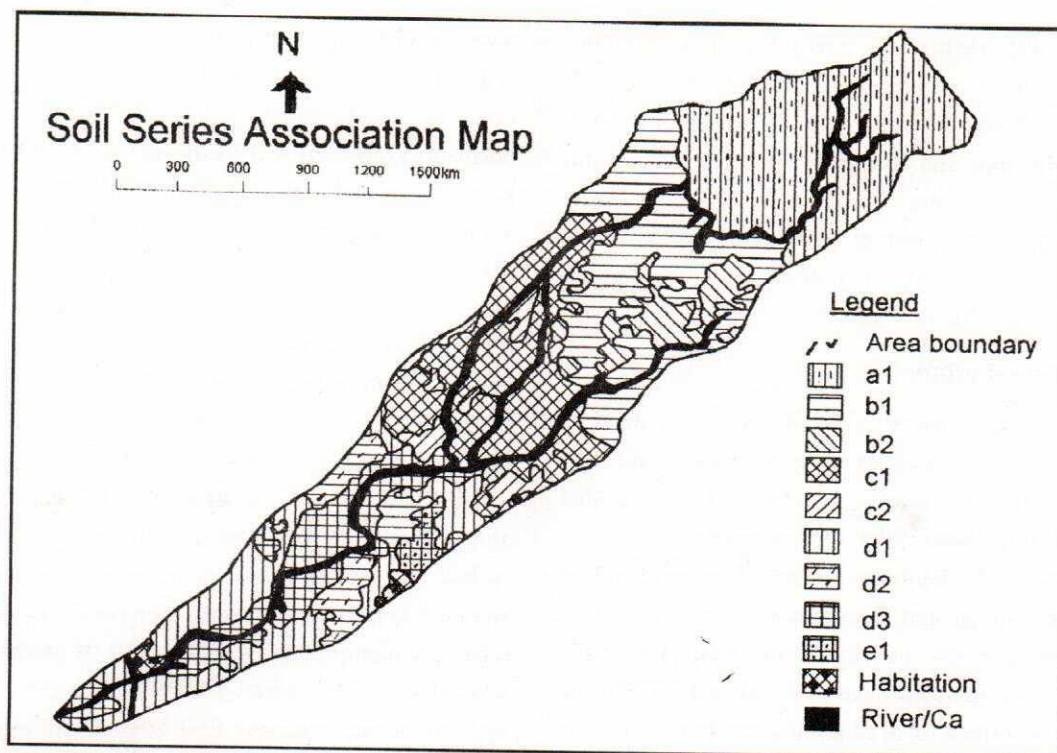 N
Soil Series Association Map
0 300 600 900 1200 1500km
Legend
Area boundary
a1
b1
b2
c1
c2
d1
d2
d3
e1
Habitation
River/Ca